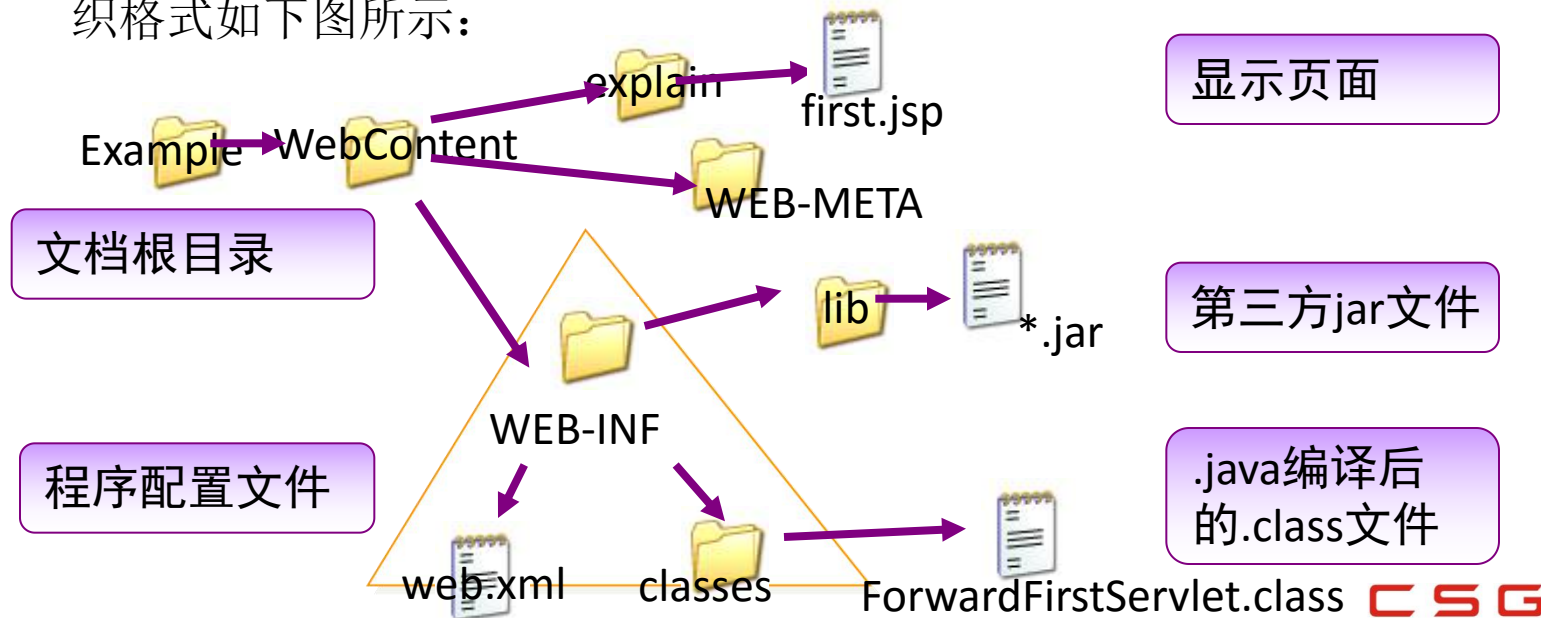 织格式如下图所示：
explain
first.jsp
显示页面
Example
WebContent
WEB-META
文档根目录
lib
*.jar
第三方jar文件
WEB-INF
程序配置文件
.java编译后
的.class文件
web.xml
classes
ForwardFirstServlet.class
CSG